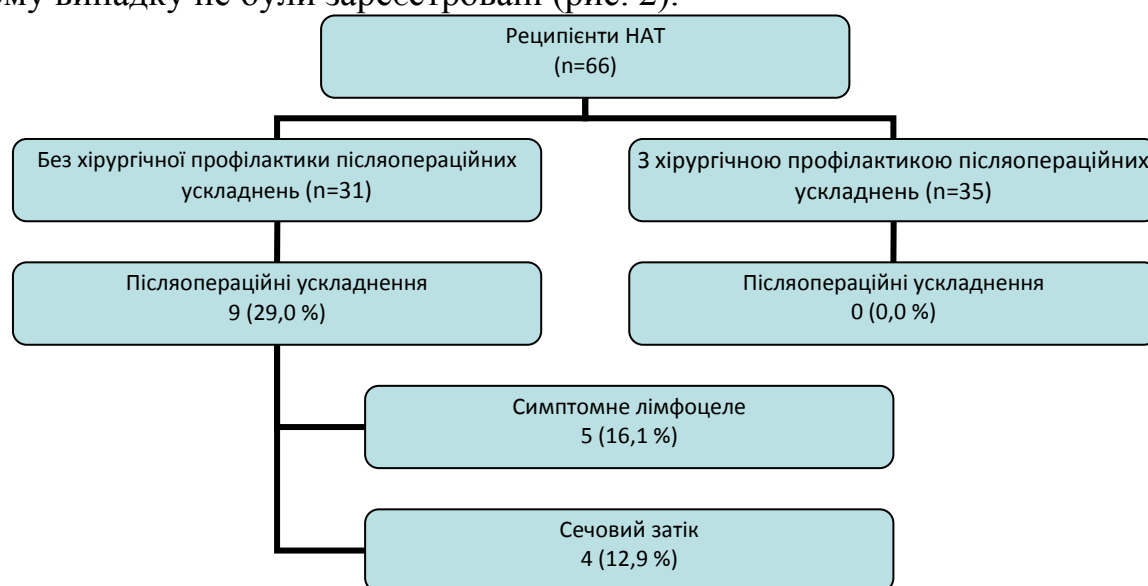 ому випадку не були зареєстровані (рис. 2).
Реципієнти НАТ
(n=66)
Без хірургічної профілактики післяопераційних
ускладнень (n=31)
З хірургічною профілактикою післяопераційних
ускладнень (n=35)
Післяопераційні ускладнення
9 (29,0 %)
Післяопераційні ускладнення
0 (0,0 %)
Симптомне лімфоцеле
5 (16,1 %)
Сечовий затік
4 (12,9 %)